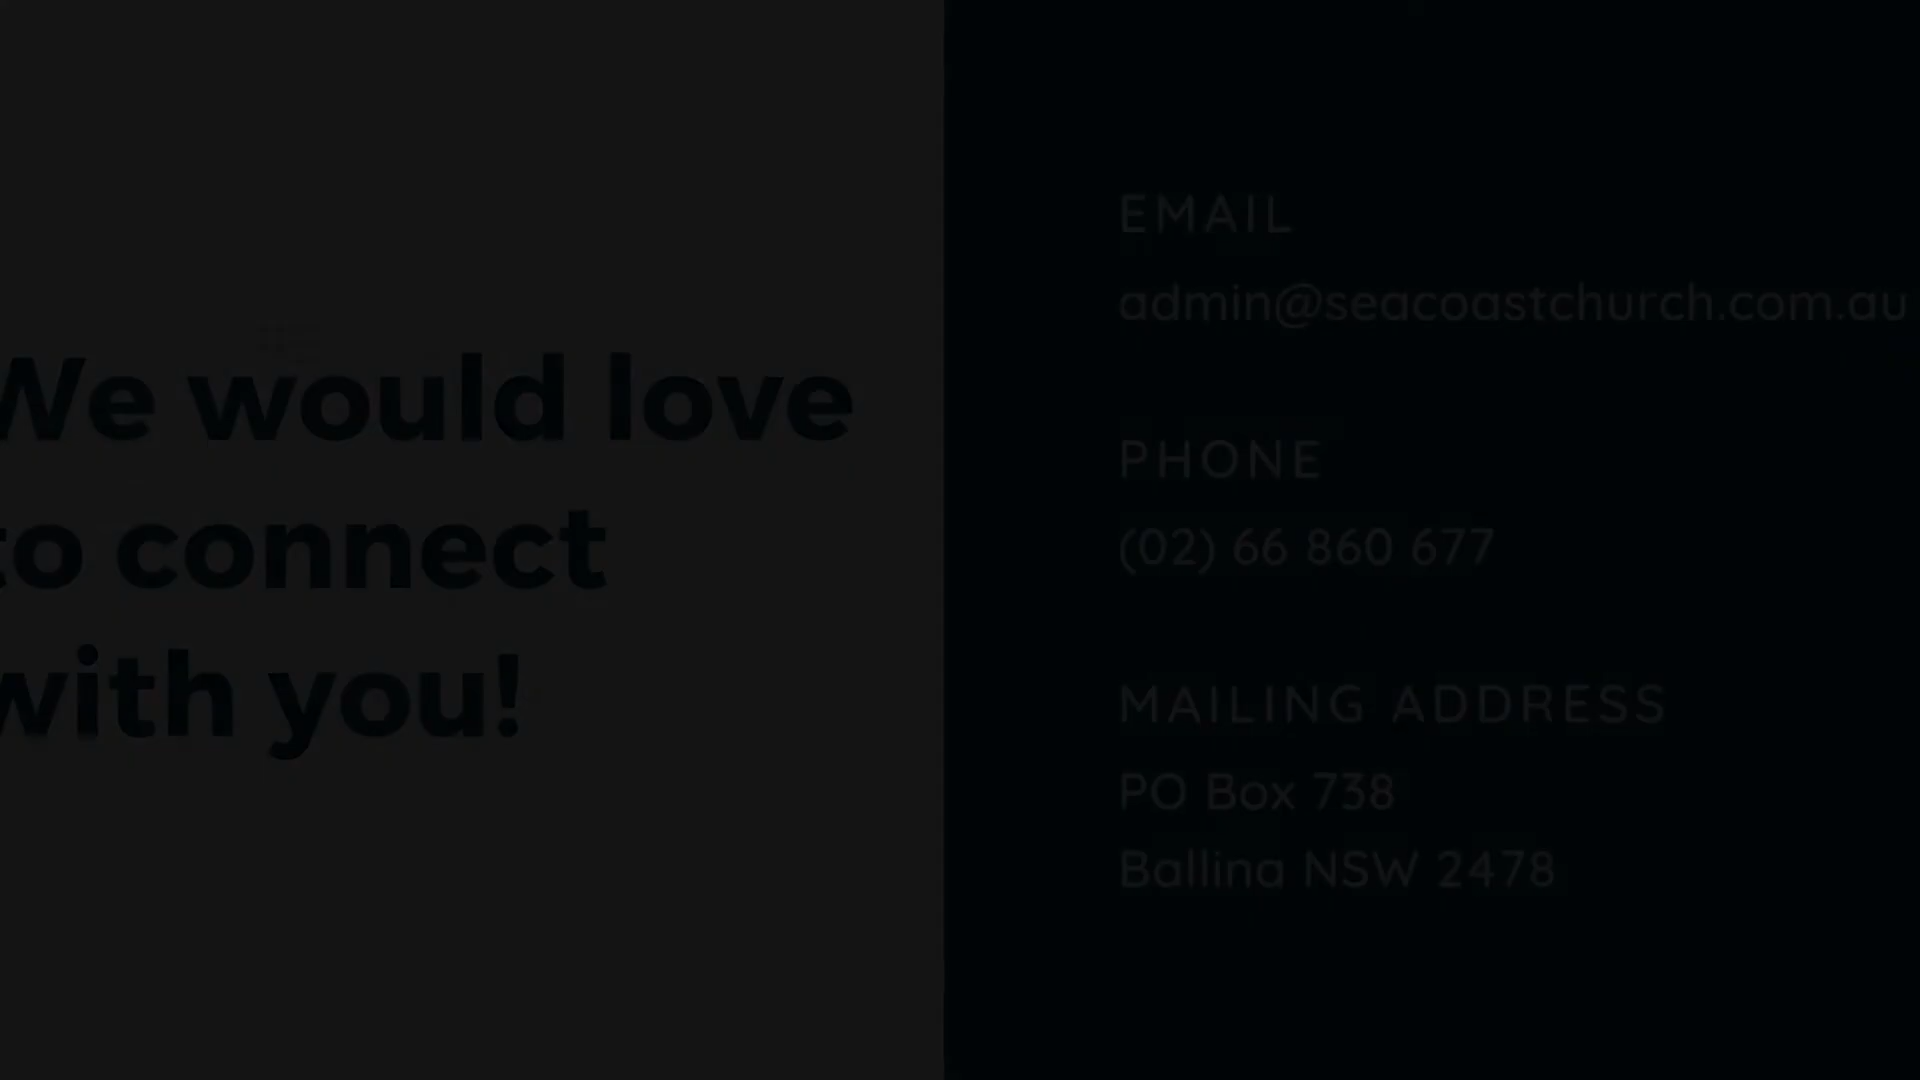 We would love
to connect
with you!
EMAIL
admin@seacoastchurch.com.au
PHONE
(02) 66 860 677
MAILING ADDRESS
PO Box 738
Ballina NSW 2478